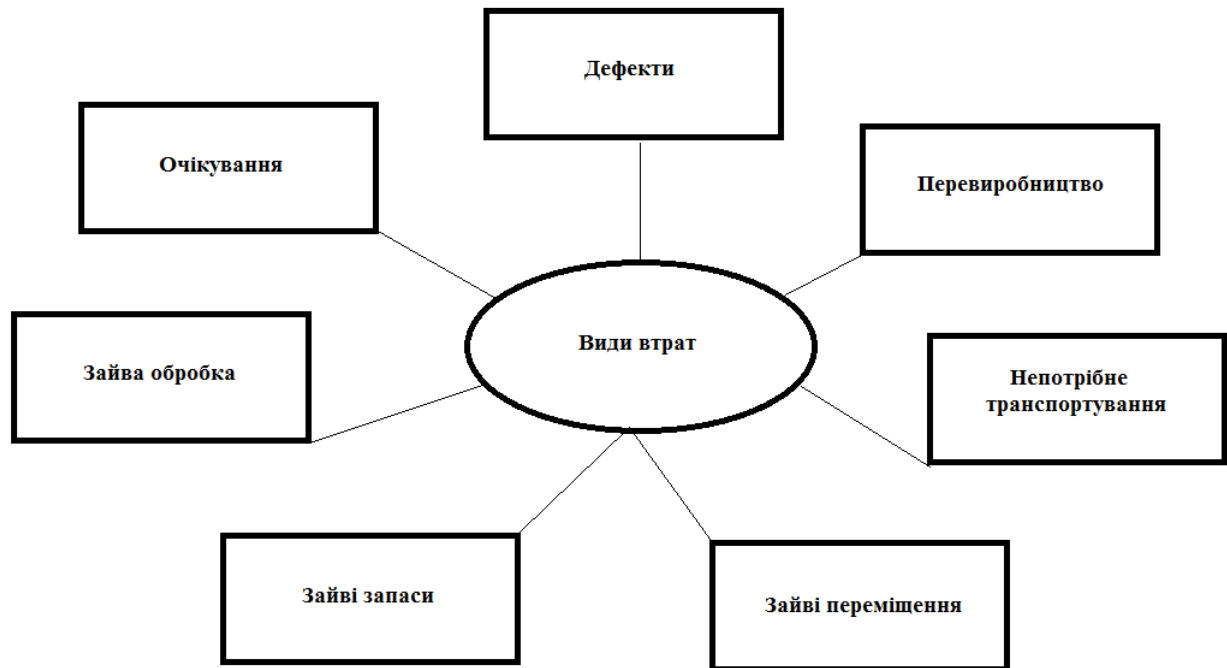 Дефекти
Очікування
Перевиробництво
Види втрат
Зайва обробка
Непотрібне
транспортування
Зайві запаси
Зайві переміщення